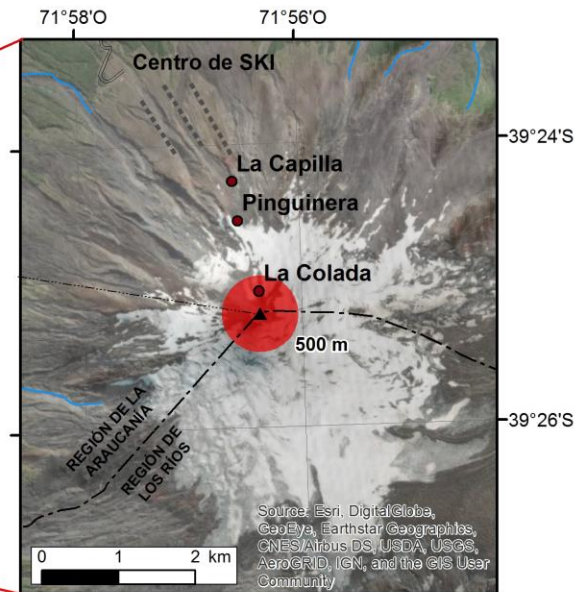 71°58'O
71°56'O
Centro de SKI
39°24'S
La Capilla
Pinguinera
La Colada
500 m
39°26'S
REGIÓN DE LA
ARAUCANÍA
REGIÓN DE
LOS RÍOS
Source: Esri, DigitalGlobe,
GeoEye, Earthstar Geographics,
CNES/Airbus DS, USDA, USGS,
AeroGRID, IGN, and the GIS User
Community
0 1 2 km